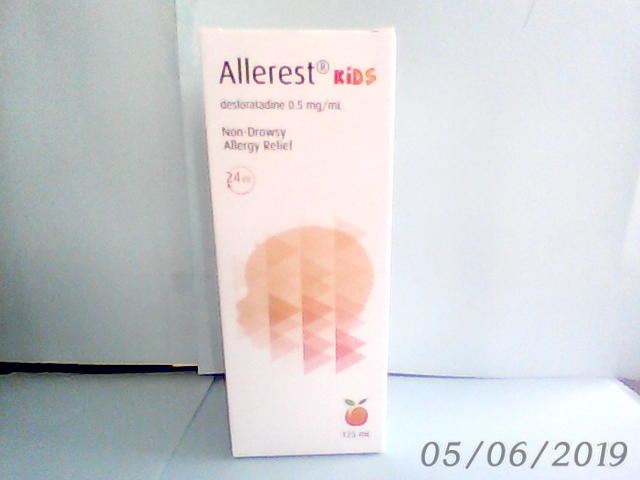 Allerest® KiDS
desloratadine 0.5 mg/mL
Non-Drowsy
Allergy Relief
24
125 mL
05/06/2019